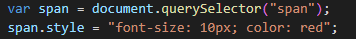 var span = document.querySelector("span");
span.style = "font-size: 10px; color: red";